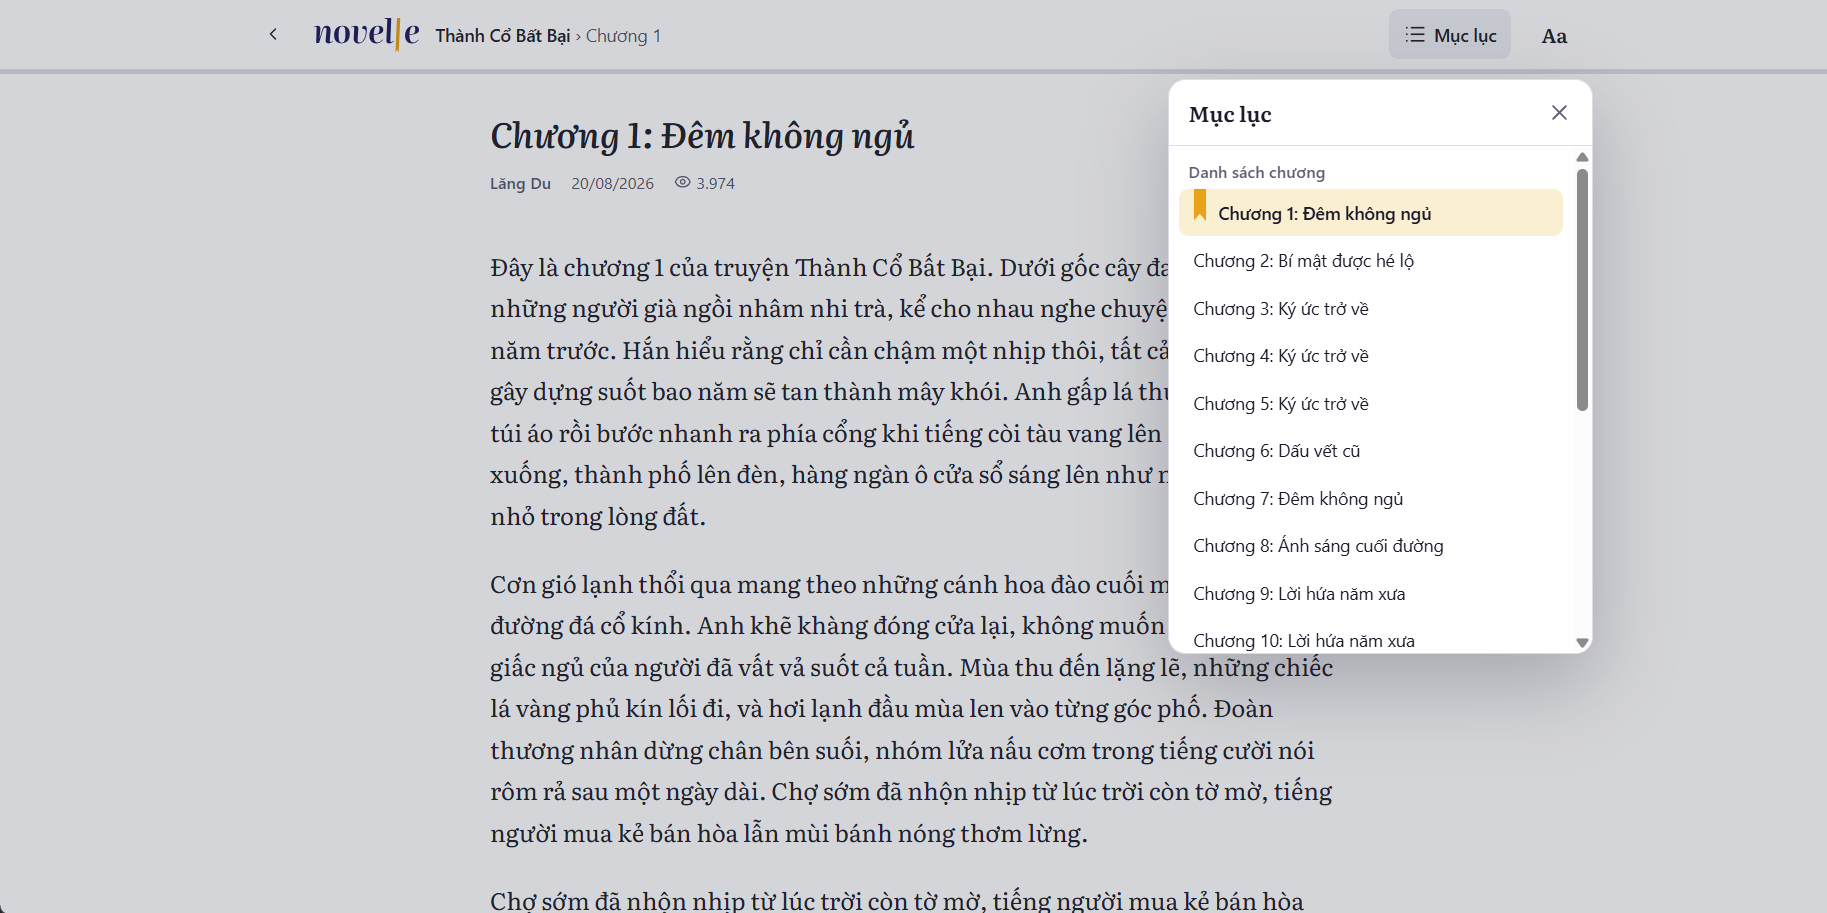 novelle
Thành Cổ Bất Bại › Chương 1
Mục lục
Aa
Chương 1: Đêm không ngủ
Lăng Du 20/08/2026 3.974
Đây là chương 1 của truyện Thành Cổ Bất Bại. Dưới gốc cây đa
những người già ngồi nhâm nhi trà, kể cho nhau nghe
năm trước. Hắn hiểu rằng chỉ cần chậm một nhịp thôi, tất
gây dựng suốt bao năm sẽ tan thành mây khói. Anh gấp lá
túi áo rồi bước nhanh ra phía cổng khi tiếng còi tàu vang lên
xuống, thành phố lên đèn, hàng ngàn ô cửa sổ sáng lên như
nhỏ trong lòng đất.
Cơn gió lạnh thổi qua mang theo những cánh hoa đào cuối
đường đá cổ kính. Anh khẽ khàng đóng cửa lại, không muốn
giấc ngủ của người đã vất vả suốt cả tuần. Mùa thu đến lặng lẽ, những chiếc
lá vàng phủ kín lối đi, và hơi lạnh đầu mùa len vào từng góc phố. Đoàn
thương nhân dừng chân bên suối, nhóm lửa nấu cơm trong tiếng cười nói
rôm rả sau một ngày dài. Chợ sớm đã nhộn nhịp từ lúc trời còn tờ mờ, tiếng
người mua kẻ bán hòa lẫn mùi bánh nóng thơm lừng.
Chợ sớm đã nhộn nhịp từ lúc trời còn tờ mờ, tiếng người mua kẻ bán hòa
Mục lục
Danh sách chương
Chương 1: Đêm không ngủ
Chương 2: Bí mật được hé lộ
Chương 3: Ký ức trở về
Chương 4: Ký ức trở về
Chương 5: Ký ức trở về
Chương 6: Dấu vết cũ
Chương 7: Đêm không ngủ
Chương 8: Ánh sáng cuối đường
Chương 9: Lời hứa năm xưa
Chương 10: Lời hứa năm xưa